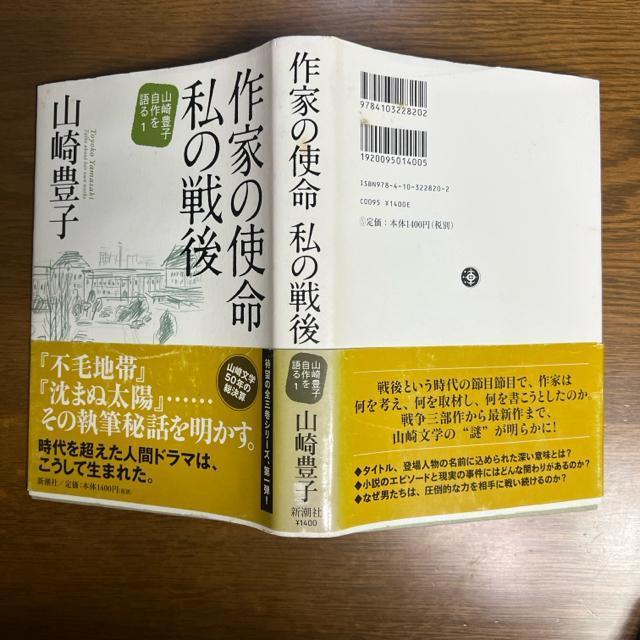 作家の使命
私の戦後
山崎豊子
自作を
語る1
山崎豊子
Toyoko Yamasaki
Talks about her own works
『不毛地帯』
『沈まぬ太陽』……
その執筆秘話を明かす。
山崎文学
50年の
総決算
時代を超えた人間ドラマは、
こうして生まれた。
新潮社/定価:本体1400円(税別)
待望の全三巻シリーズ、第一弾!
作家の使命 私の戦後
山崎豊子
自作を
語る1
山崎豊子
新潮社
¥1400
9784103228202
1920095014005
ISBN978-4-10-322820-2
C0095 ¥1400E
定価:本体1400円(税別)
戦後という時代の節目節目で、作家は
何を考え、何を取材し、何を書こうとしたのか。
戦争三部作から最新作まで、
山崎文学の“謎”が明らかに!
◆タイトル、登場人物の名前に込められた深い意味とは?
◆小説のエピソードと現実の事件にはどんな関わりがあるのか?
◆なぜ男たちは、圧倒的な力を相手に戦い続けるのか?